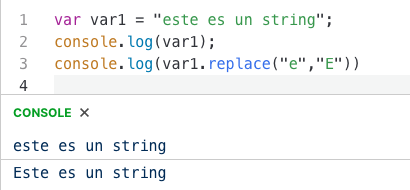 1 var var1 = "este es un string";
2 console.log(var1);
3 console.log(var1.replace("e","E"))
4
CONSOLE ×
este es un string
Este es un string